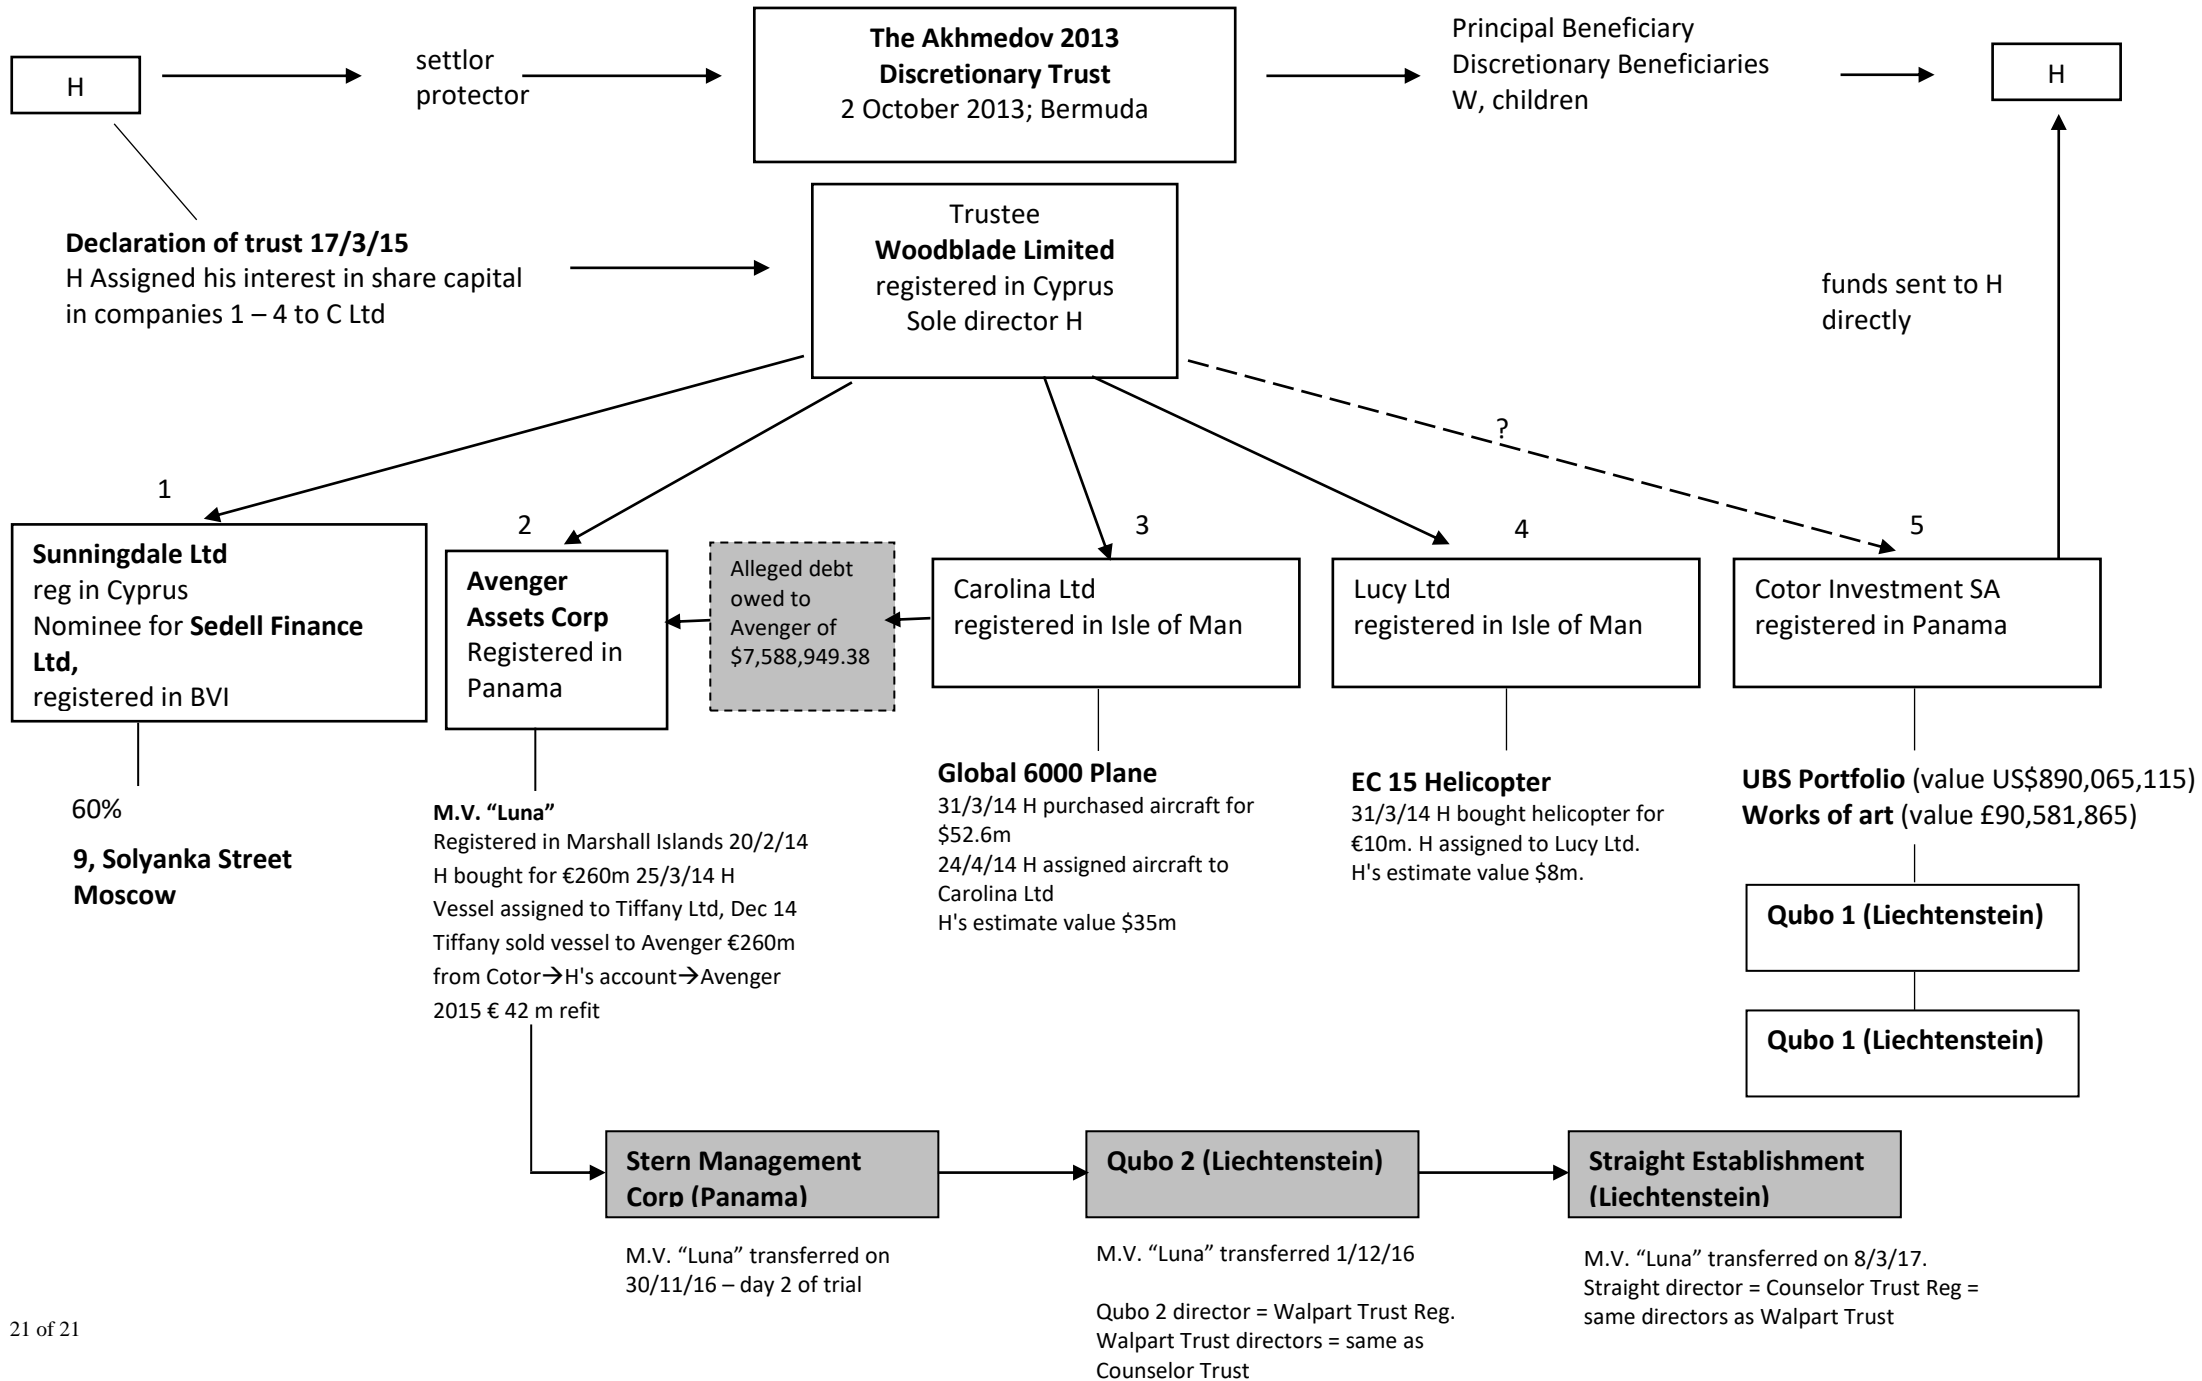 H
settlor
protector
The Akhmedov 2013
Discretionary Trust
2 October 2013; Bermuda
Principal Beneficiary
Discretionary Beneficiaries
W, children
H
Declaration of trust 17/3/15
H Assigned his interest in share capital
in companies 1 – 4 to C Ltd
Trustee
Woodblade Limited
registered in Cyprus
Sole director H
funds sent to H
directly
?
1
Sunningdale Ltd
reg in Cyprus
Nominee for Sedell Finance
Ltd,
registered in BVI
2
Avenger
Assets Corp
Registered in
Panama
Alleged debt
owed to
Avenger of
$7,588,949.38
3
Carolina Ltd
registered in Isle of Man
4
Lucy Ltd
registered in Isle of Man
5
Cotor Investment SA
registered in Panama
60%
9, Solyanka Street
Moscow
M.V. “Luna”
Registered in Marshall Islands 20/2/14
H bought for €260m 25/3/14 H
Vessel assigned to Tiffany Ltd, Dec 14
Tiffany sold vessel to Avenger €260m
from Cotor→H's account→Avenger
2015 € 42 m refit
Global 6000 Plane
31/3/14 H purchased aircraft for
$52.6m
24/4/14 H assigned aircraft to
Carolina Ltd
H's estimate value $35m
EC 15 Helicopter
31/3/14 H bought helicopter for
€10m. H assigned to Lucy Ltd.
H's estimate value $8m.
UBS Portfolio (value US$890,065,115)
Works of art (value £90,581,865)
Qubo 1 (Liechtenstein)
Qubo 1 (Liechtenstein)
Stern Management
Corp (Panama)
M.V. “Luna” transferred on
30/11/16 – day 2 of trial
Qubo 2 (Liechtenstein)
M.V. “Luna” transferred 1/12/16
Qubo 2 director = Walpart Trust Reg.
Walpart Trust directors = same as
Counselor Trust
Straight Establishment
(Liechtenstein)
M.V. “Luna” transferred on 8/3/17.
Straight director = Counselor Trust Reg =
same directors as Walpart Trust
21 of 21